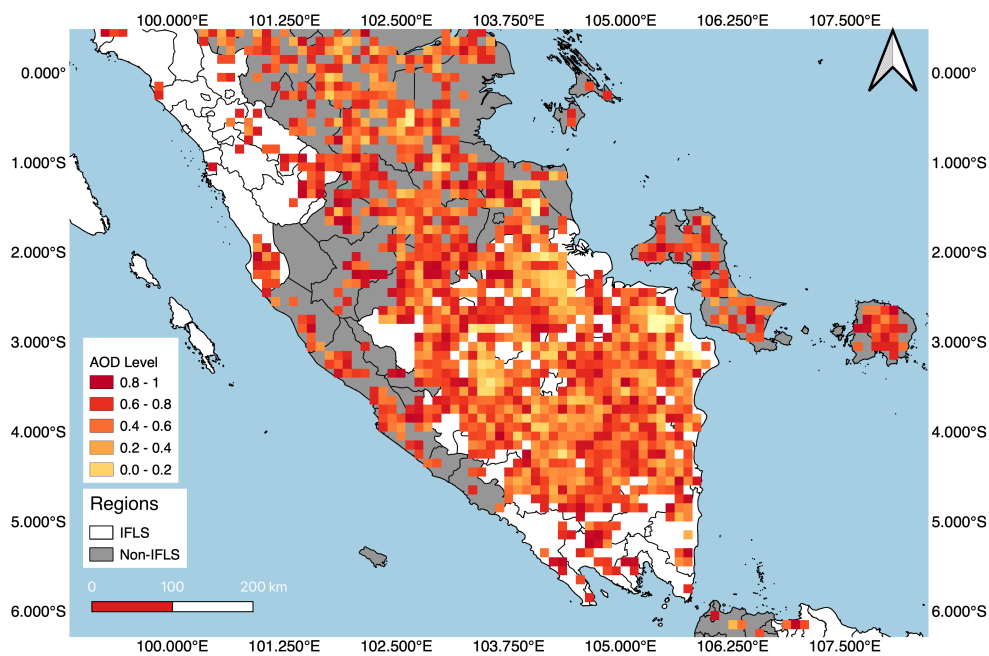 100.000°S 101.250°S 102.500°S 103.750°S 105.000°S 106.250°S 107.500°S
0.000° 0.000°
1.000°S 1.000°S
2.000°S 2.000°S
3.000°S 3.000°S
4.000°S 4.000°S
5.000°S 5.000°S
6.000°S 6.000°S
AOD Level
0.8 - 1
0.6 - 0.8
0.4 - 0.6
0.2 - 0.4
0.0 - 0.2
Regions
IFLS
Non-IFLS
0 100 200 km
100.000°S 101.250°S 102.500°S 103.750°S 105.000°S 106.250°S 107.500°S